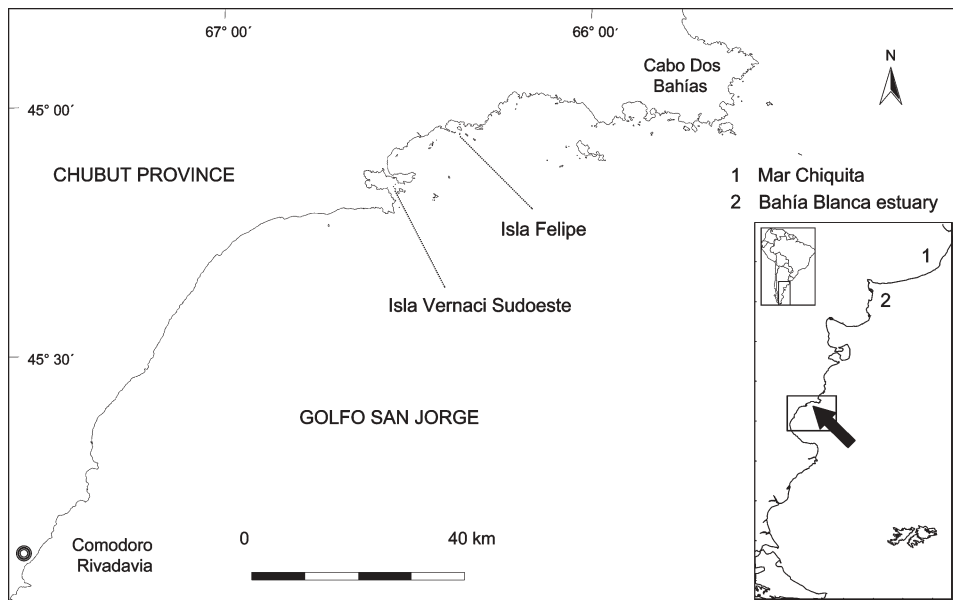 67° 00´
66° 00´
Cabo Dos
Bahías
N
45° 00´
CHUBUT PROVINCE
1 Mar Chiquita
2 Bahía Blanca estuary
Isla Felipe
1
Isla Vernaci Sudoeste
2
45° 30´
GOLFO SAN JORGE
0
40 km
Comodoro
Rivadavia